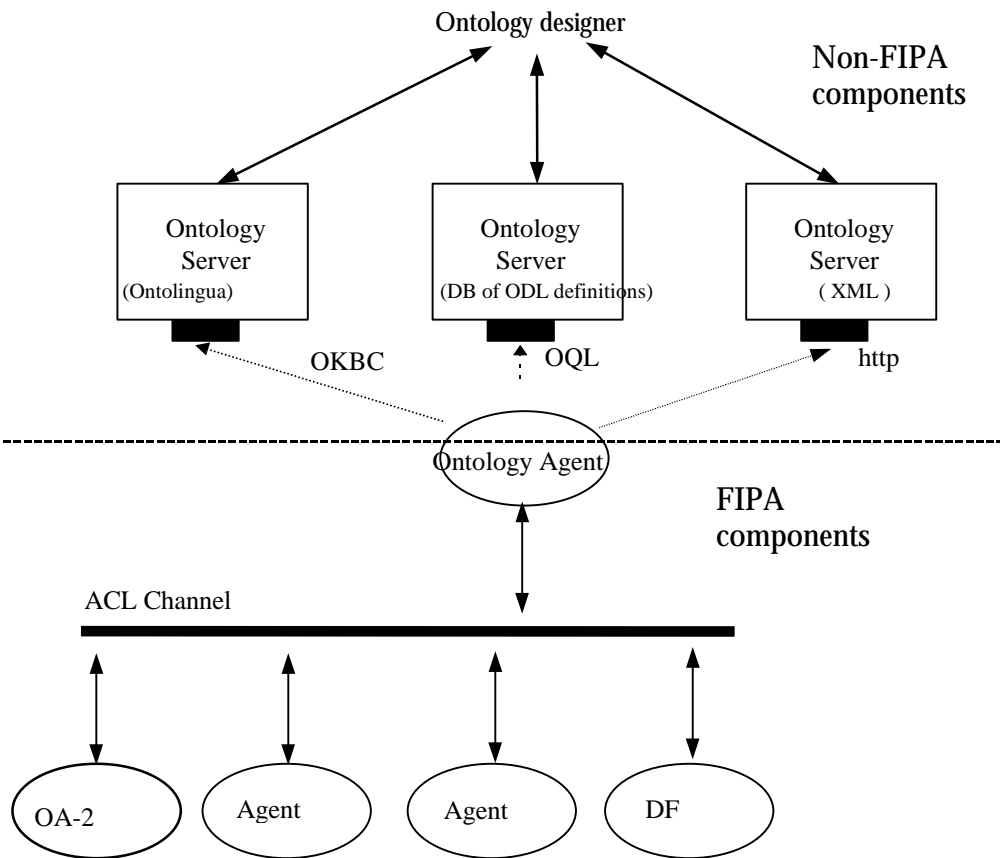 Ontology designer
Non-FIPA
components
Ontology
Server
(Ontolingua)
Ontology
Server
(DB of ODL definitions)
Ontology
Server
( XML )
OKBC
OQL
http
Ontology Agent
FIPA
components
ACL Channel
OA-2
Agent
Agent
DF